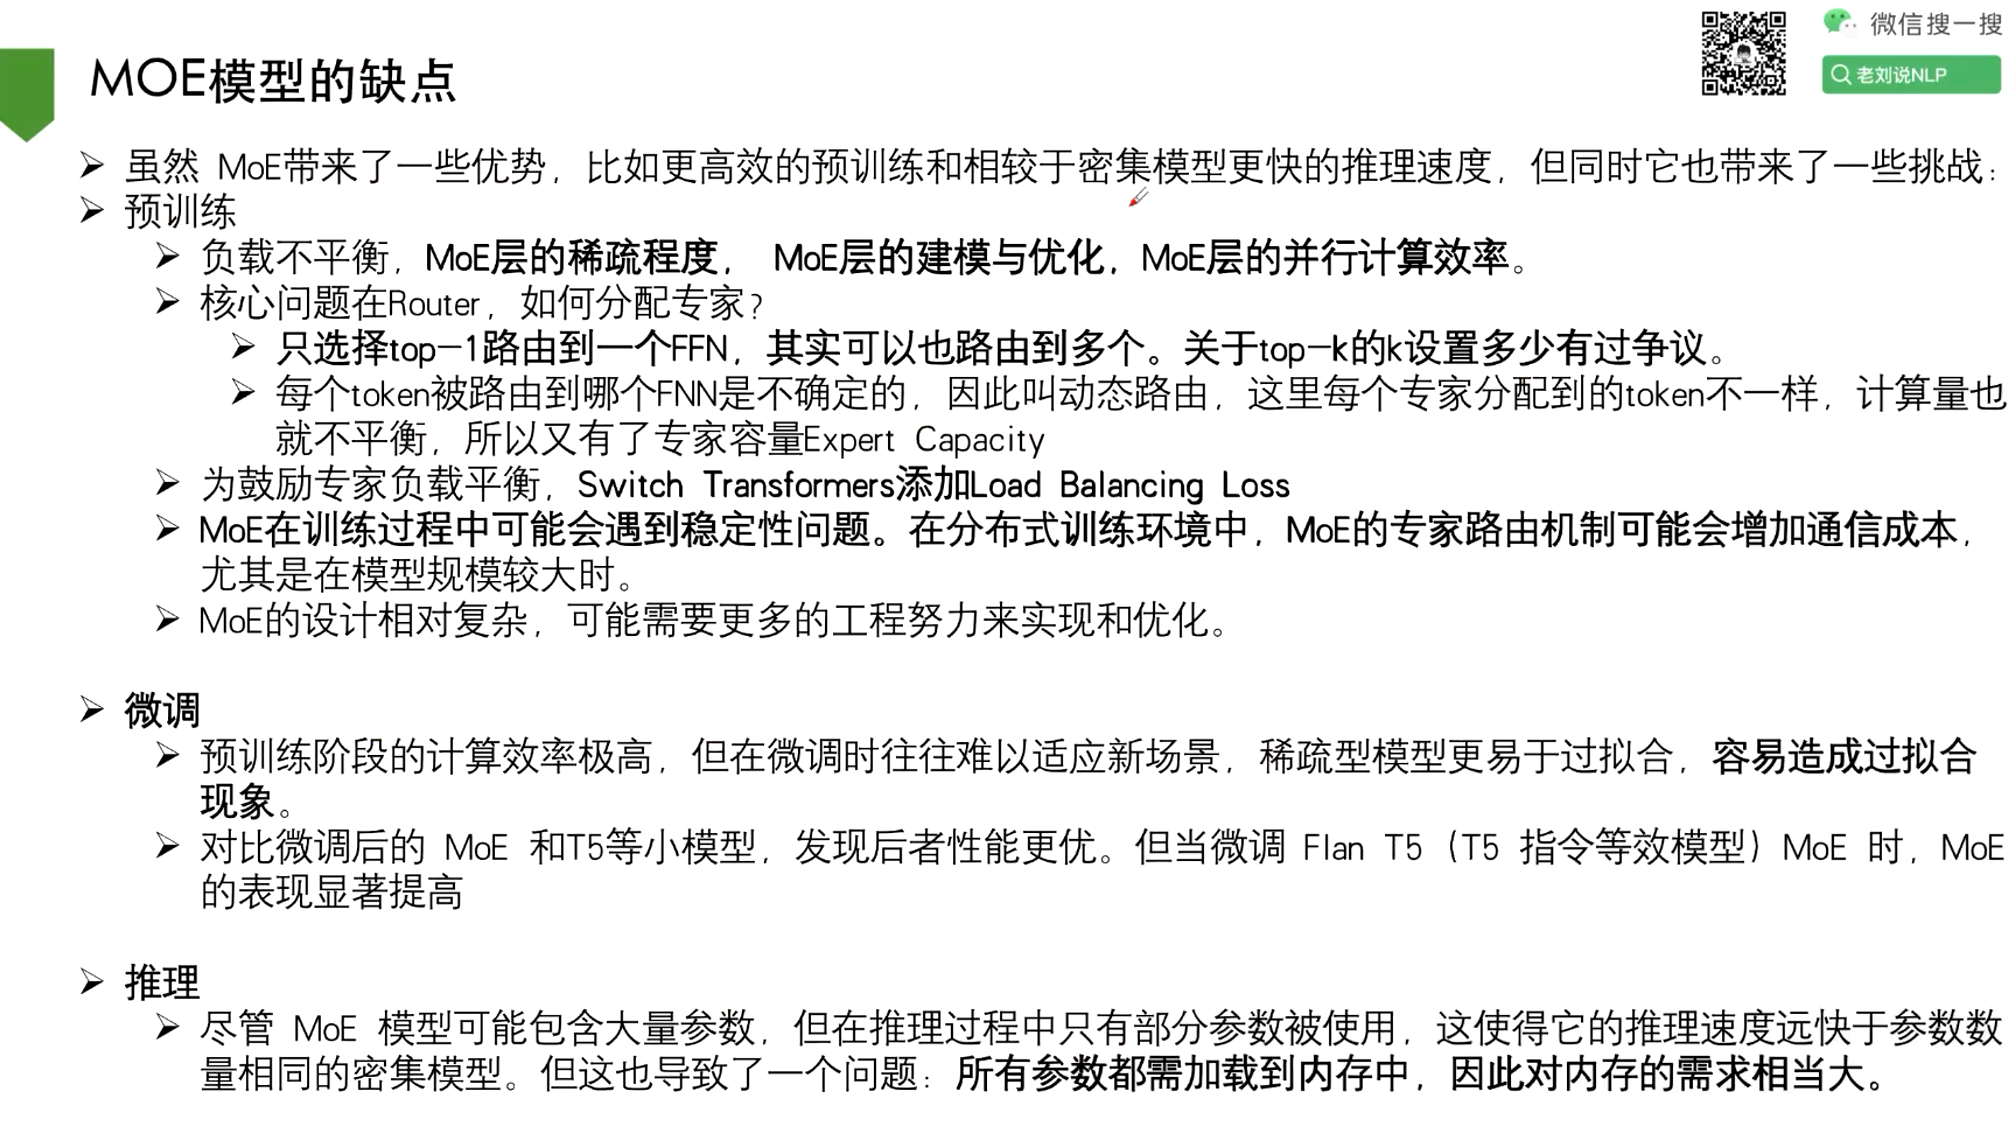 微信搜一搜
老刘说NLP
MOE模型的缺点
虽然 MoE带来了一些优势，比如更高效的预训练和相较于密集模型更快的推理速度，但同时它也带来了一些挑战：
预训练
负载不平衡，MoE层的稀疏程度， MoE层的建模与优化，MoE层的并行计算效率。
核心问题在Router，如何分配专家？
只选择top-1路由到一个FFN，其实可以也路由到多个。关于top-k的k设置多少有过争议。
每个token被路由到哪个FNN是不确定的，因此叫动态路由，这里每个专家分配到的token不一样，计算量也
就不平衡，所以又有了专家容量Expert Capacity
为鼓励专家负载平衡，Switch Transformers添加Load Balancing Loss
MoE在训练过程中可能会遇到稳定性问题。在分布式训练环境中，MoE的专家路由机制可能会增加通信成本，
尤其是在模型规模较大时。
MoE的设计相对复杂，可能需要更多的工程努力来实现和优化。
微调
预训练阶段的计算效率极高，但在微调时往往难以适应新场景，稀疏型模型更易于过拟合，容易造成过拟合
现象。
对比微调后的 MoE 和T5等小模型，发现后者性能更优。但当微调 Flan T5（T5 指令等效模型）MoE 时，MoE
的表现显著提高
推理
尽管 MoE 模型可能包含大量参数，但在推理过程中只有部分参数被使用，这使得它的推理速度远快于参数数
量相同的密集模型。但这也导致了一个问题：所有参数都需加载到内存中，因此对内存的需求相当大。